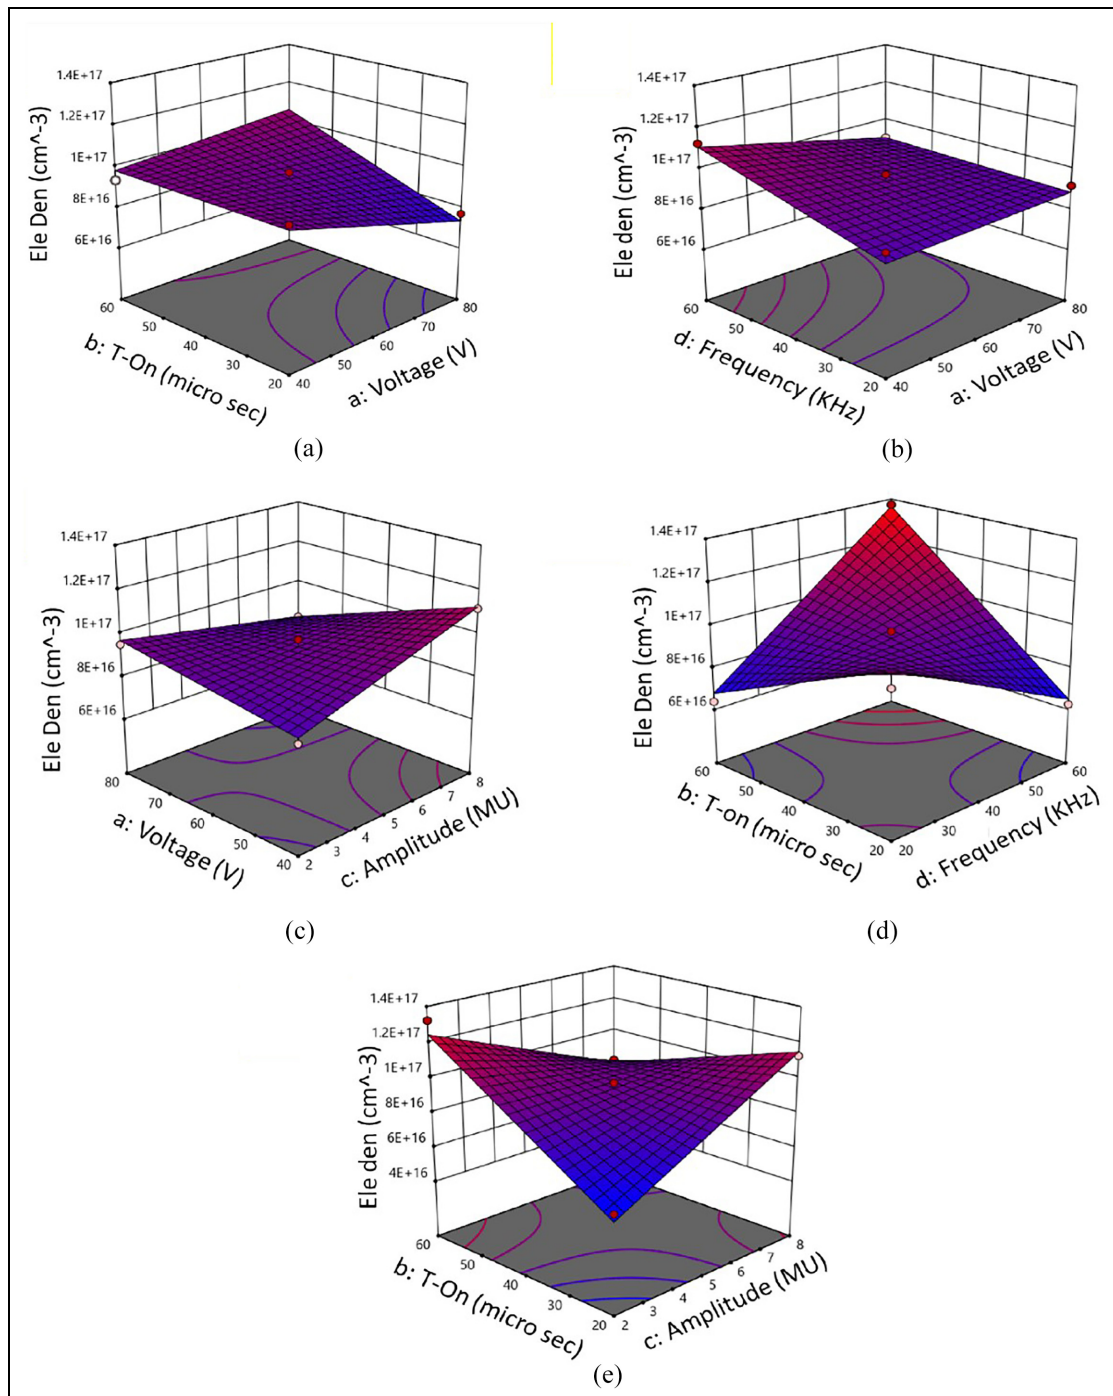 1.4E+17
1.2E+17
1E+17
8E+16
6E+16
Ele Den (cm^-3)
60
50
40
30
20
b: T-On (micro sec)
40
50
60
70
80
a: Voltage (V)
(a)
1.4E+17
1.2E+17
1E+17
8E+16
6E+16
Ele den (cm^-3)
60
50
40
30
20
d: Frequency (KHz)
40
50
60
70
80
a: Voltage (V)
(b)
1.4E+17
1.2E+17
1E+17
8E+16
6E+16
Ele Den (cm^-3)
80
70
60
50
40
a: Voltage (V)
2
3
4
5
6
7
8
c: Amplitude (MU)
(c)
1.4E+17
1.2E+17
1E+17
8E+16
6E+16
Ele Den (cm^-3)
60
50
40
30
20
b: T-on (micro sec)
20
30
40
50
60
d: Frequency (KHz)
(d)
1.4E+17
1.2E+17
1E+17
8E+16
6E+16
4E+16
Ele den (cm^-3)
60
50
40
30
20
b: T-On (micro sec)
2
3
4
5
6
7
8
c: Amplitude (MU)
(e)